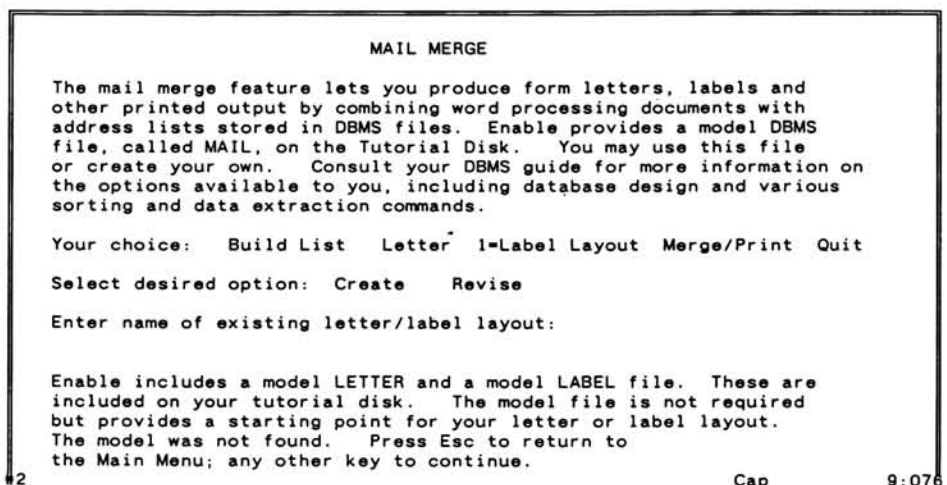 MAIL MERGE
The mail merge feature lets you produce form letters, labels and
other printed output by combining word processing documents with
address lists stored in DBMS files. Enable provides a model DBMS
file, called MAIL, on the Tutorial Disk. You may use this file
or create your own. Consult your DBMS guide for more information on
the options available to you, including database design and various
sorting and data extraction commands.
Your choice: Build List Letter 1=Label Layout Merge/Print Quit
Select desired option: Create Revise
Enter name of existing letter/label layout:
Enable includes a model LETTER and a model LABEL file. These are
included on your tutorial disk. The model file is not required
but provides a starting point for your letter or label layout.
The model was not found. Press Esc to return to
the Main Menu; any other key to continue.
#2 Cap 9:076